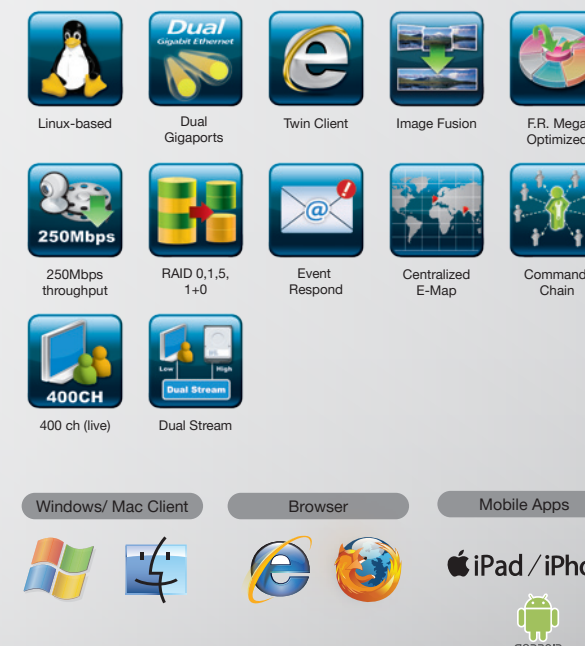 Dual
Gigabit Ethernet
Linux-based
Dual
Gigaports
Twin Client
Image Fusion
F.R. Mega
Optimized
250Mbps
@
!
250Mbps
throughput
RAID 0,1,5,
1+0
Event
Respond
Centralized
E-Map
Command
Chain
400CH
Low
High
Dual Stream
400 ch (live)
Dual Stream
Windows/ Mac Client
Browser
Mobile Apps
iPad / iPho